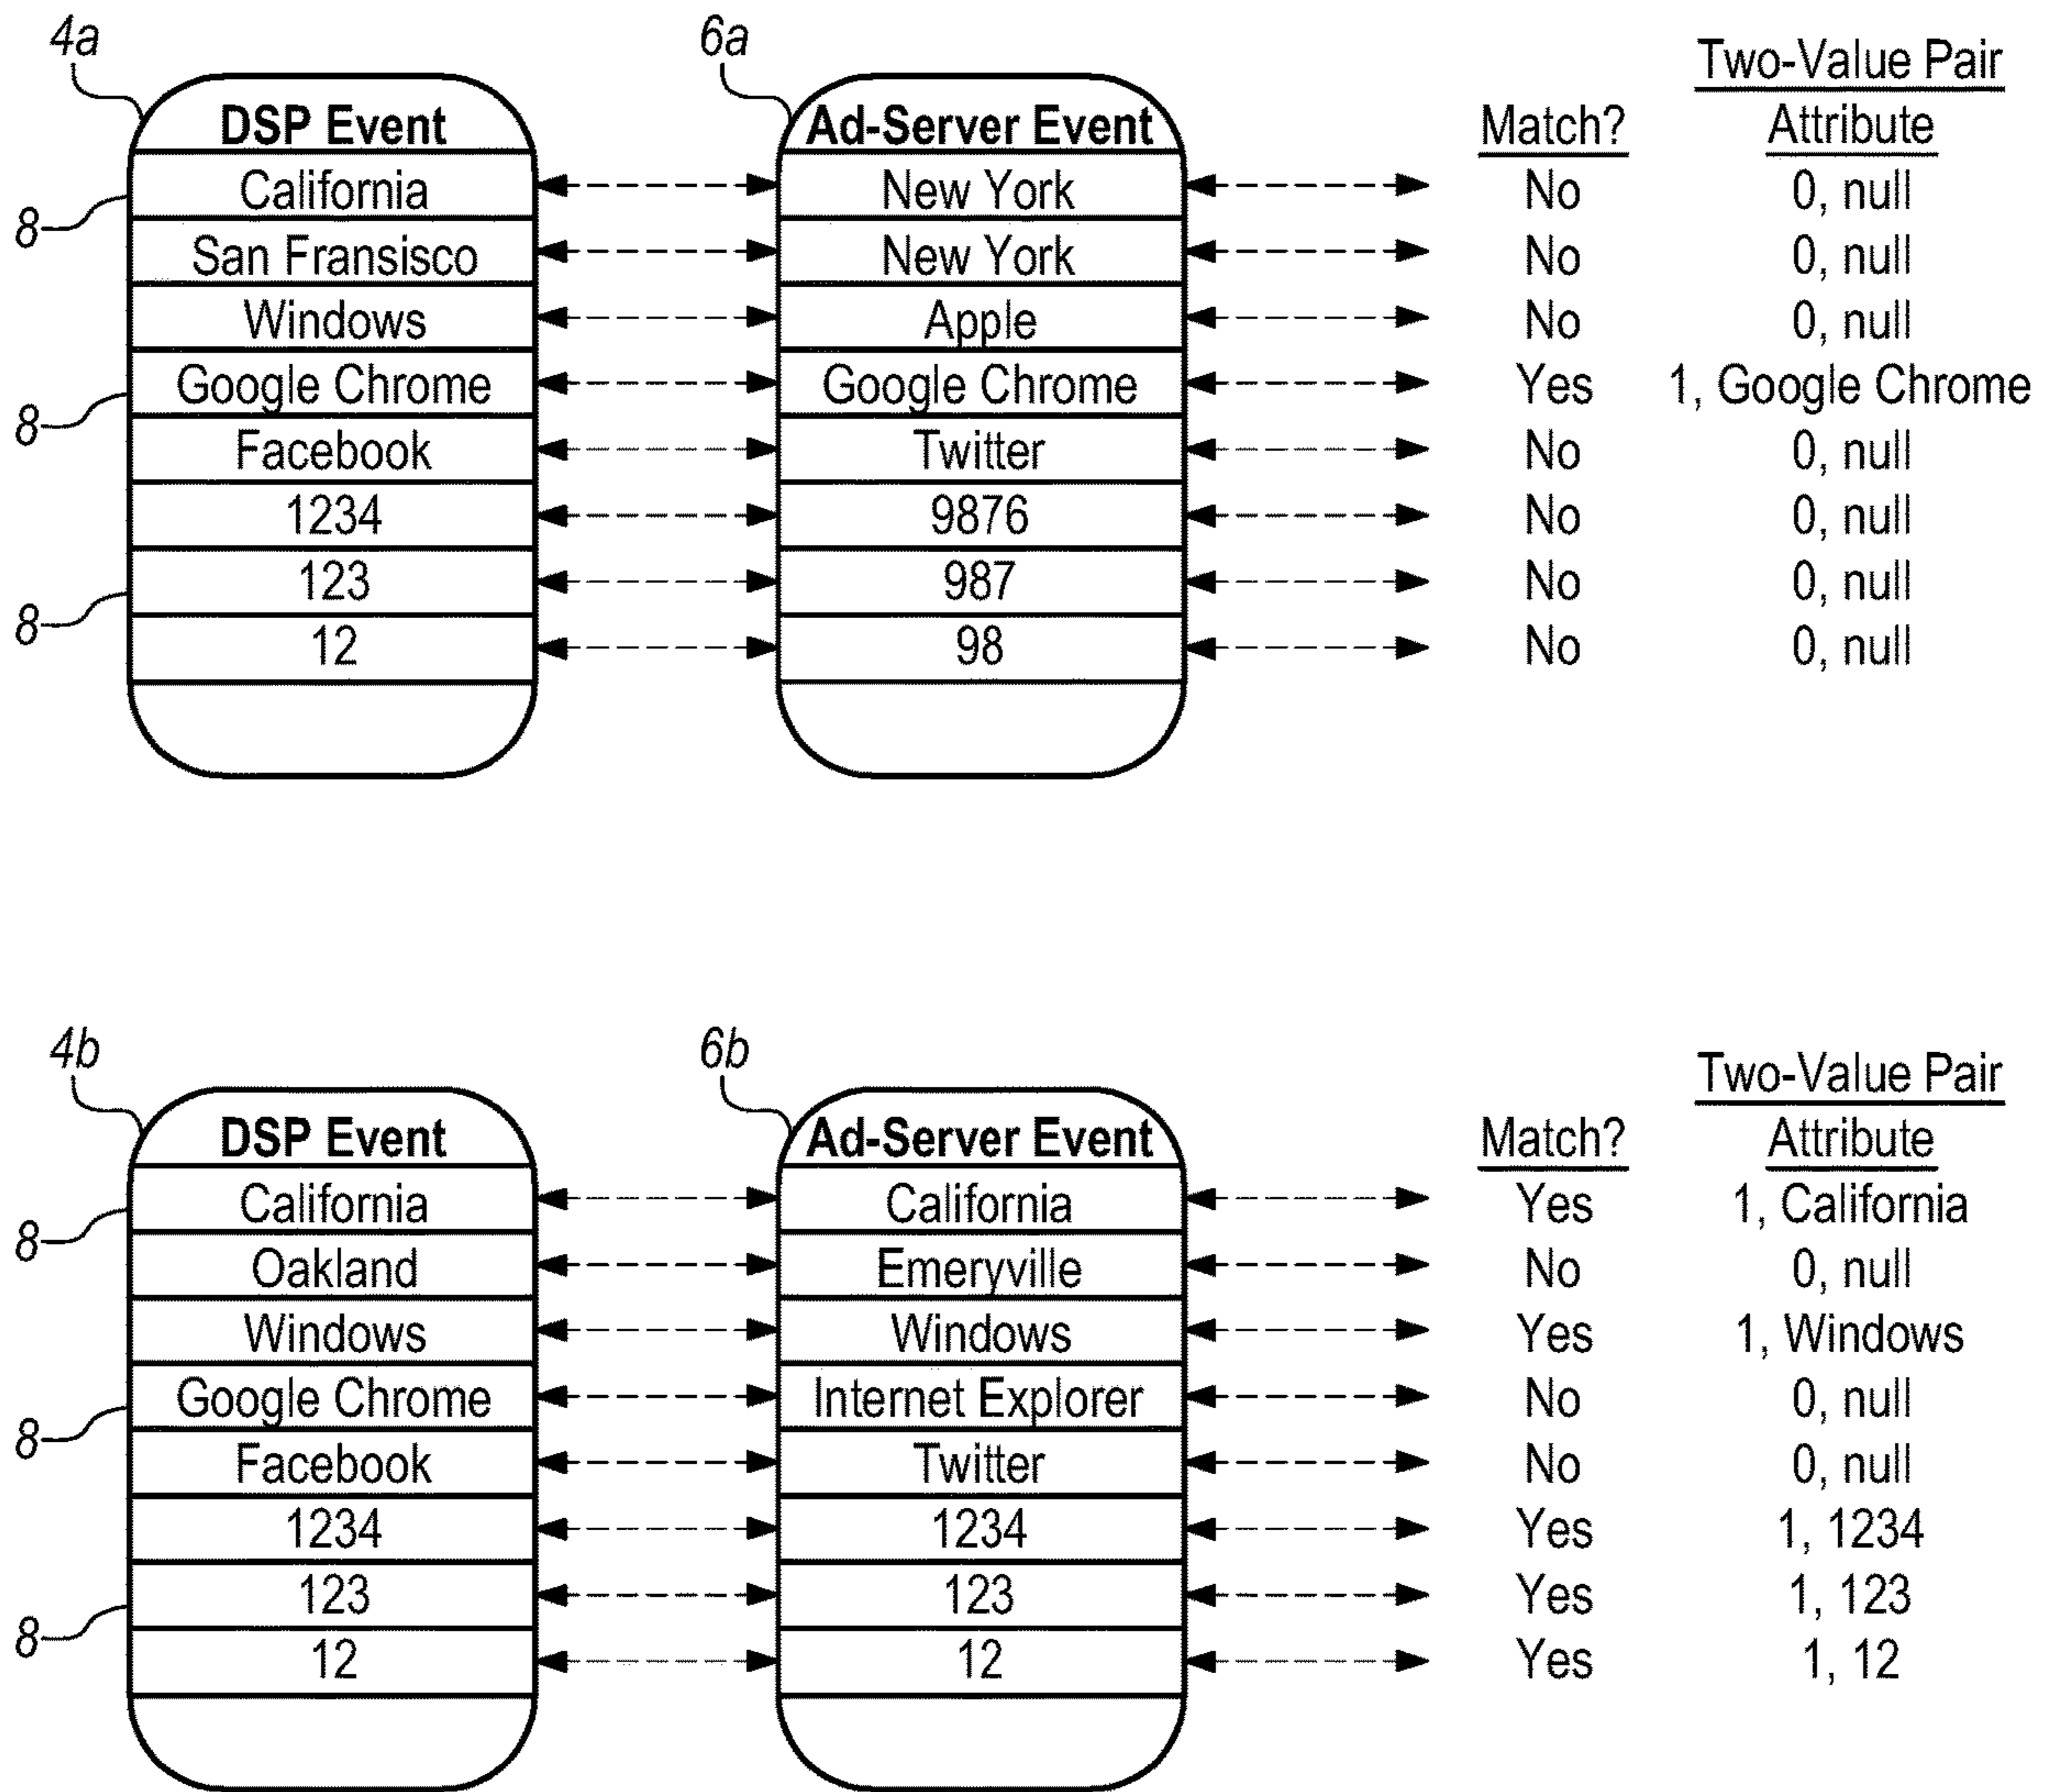 4a 6a Two-Value Pair
DSP Event Ad-Server Event Match? Attribute
California New York No 0, null
8
San Fransisco New York No 0, null
Windows Apple No 0, null
Google Chrome Google Chrome Yes 1, Google Chrome
8
Facebook Twitter No 0, null
1234 9876 No 0, null
123 987 No 0, null
8
12 98 No 0, null
4b 6b Two-Value Pair
DSP Event Ad-Server Event Match? Attribute
California California Yes 1, California
8
Oakland Emeryville No 0, null
Windows Windows Yes 1, Windows
Google Chrome Internet Explorer No 0, null
8
Facebook Twitter No 0, null
1234 1234 Yes 1, 1234
123 123 Yes 1, 123
8
12 12 Yes 1, 12